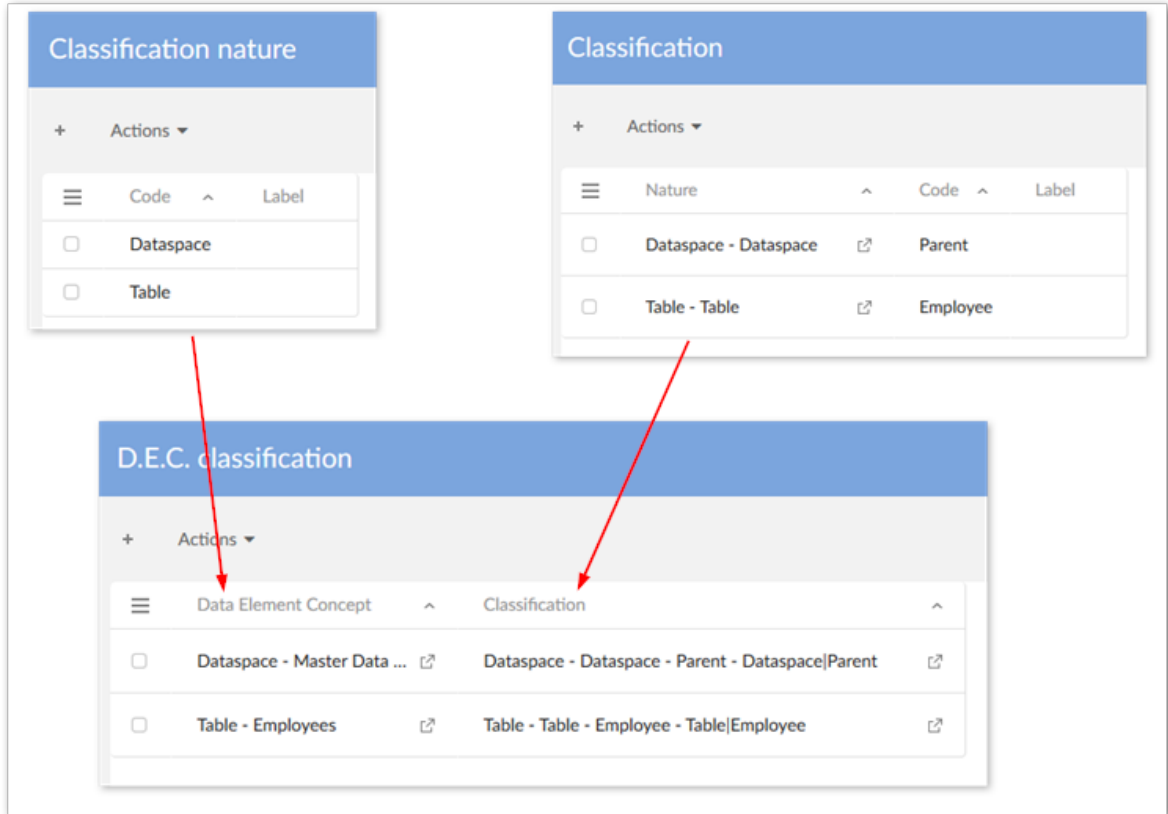 Classification nature
+ Actions
Code Label
Dataspace
Table
Classification
+ Actions
Nature Code Label
Dataspace - Dataspace Parent
Table - Table Employee
D.E.C. classification
+ Actions
Data Element Concept Classification
Dataspace - Master Data ... Dataspace - Dataspace - Parent - Dataspace|Parent
Table - Employees Table - Table - Employee - Table|Employee